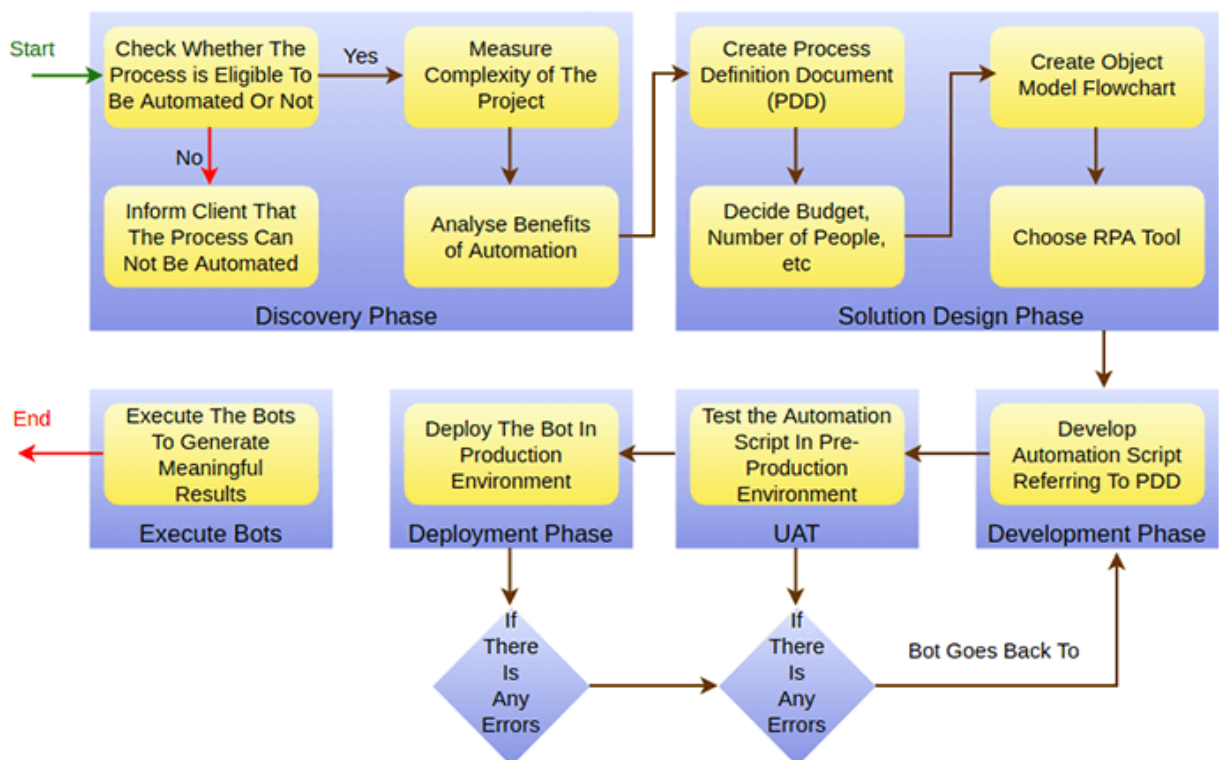 Start
Check Whether The
Process is Eligible To
Be Automated Or Not
Yes
Measure
Complexity of The
Project
No
Inform Client That
The Process Can
Not Be Automated
Analyse Benefits
of Automation
Discovery Phase
Create Process
Definition Document
(PDD)
Create Object
Model Flowchart
Decide Budget,
Number of People,
etc
Choose RPA Tool
Solution Design Phase
Develop
Automation Script
Referring To PDD
Development Phase
Test the Automation
Script In Pre-
Production
Environment
UAT
Deploy The Bot In
Production
Environment
Deployment Phase
Execute The Bots
To Generate
Meaningful
Results
Execute Bots
End
If
There
Is
Any
Errors
If
There
Is
Any
Errors
Bot Goes Back To